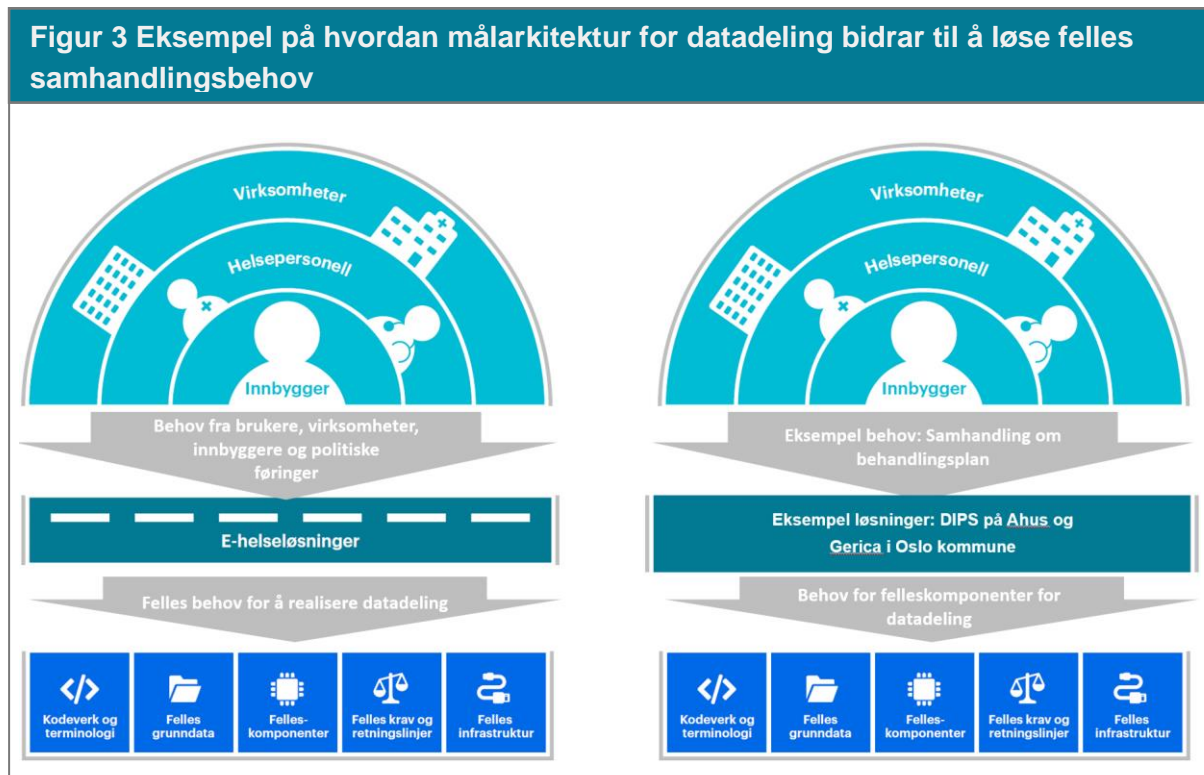 Figur 3 Eksempel på hvordan målarkitektur for datadeling bidrar til å løse felles
samhandlingsbehov
Virksomheter
Helsepersonell
Innbygger
Behov fra brukere, virksomheter,
innbyggere og politiske
føringer
E-helseløsninger
Felles behov for å realisere datadeling
Kodeverk og
terminologi
Felles
grunndata
Felles-
komponenter
Felles krav og
retningslinjer
Felles
infrastruktur
Virksomheter
Helsepersonell
Innbygger
Eksempel behov: Samhandling om
behandlingsplan
Eksempel løsninger: DIPS på Ahus og
Gerica i Oslo kommune
Behov for felleskomponenter for
datadeling
Kodeverk og
terminologi
Felles
grunndata
Felles-
komponenter
Felles krav og
retningslinjer
Felles
infrastruktur